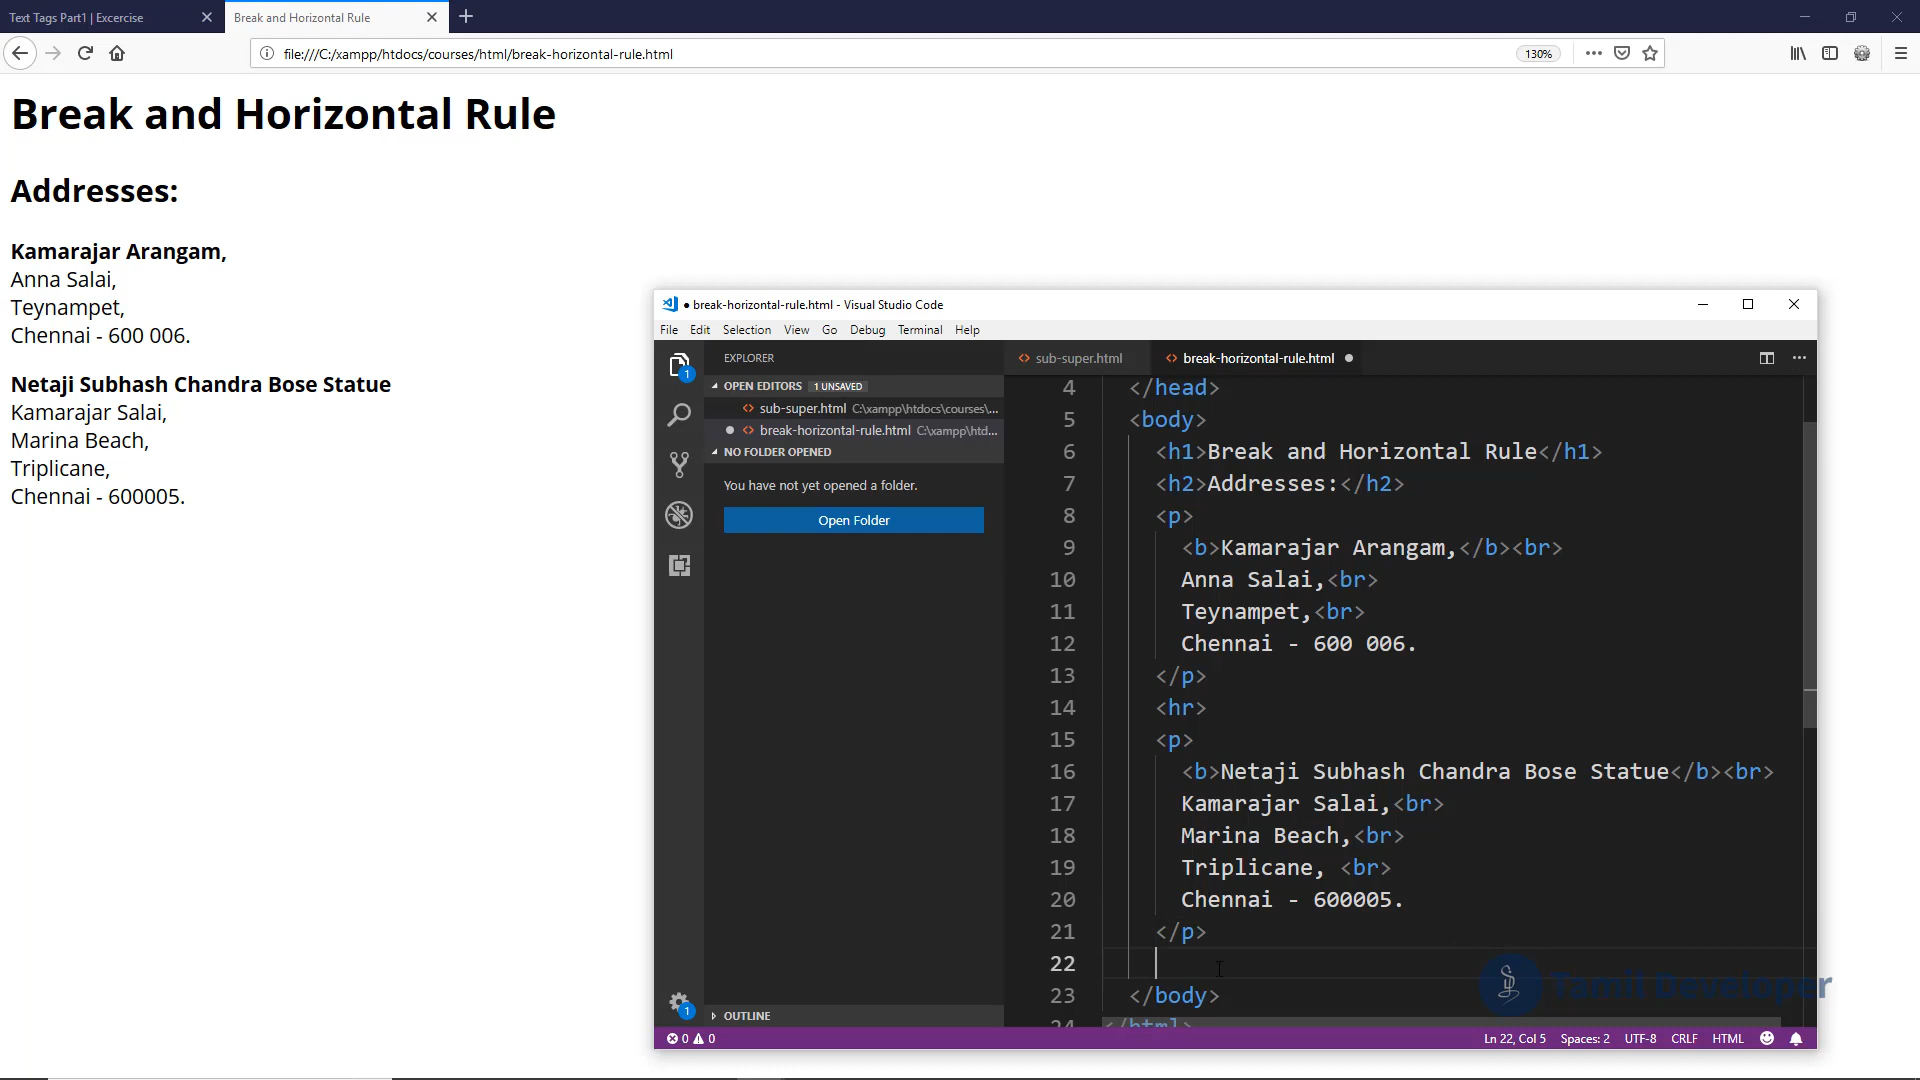 Text Tags Part1 | Excercise
Break and Horizontal Rule
file:///C:/xampp/htdocs/courses/html/break-horizontal-rule.html
130%
Break and Horizontal Rule
Addresses:
Kamarajar Arangam,
Anna Salai,
Teynampet,
Chennai - 600 006.
Netaji Subhash Chandra Bose Statue
Kamarajar Salai,
Marina Beach,
Triplicane,
Chennai - 600005.
● break-horizontal-rule.html - Visual Studio Code
File Edit Selection View Go Debug Terminal Help
EXPLORER
OPEN EDITORS 1 UNSAVED
sub-super.html C:\xampp\htdocs\courses\...
break-horizontal-rule.html C:\xampp\htd...
NO FOLDER OPENED
You have not yet opened a folder.
Open Folder
OUTLINE
1
1
sub-super.html
break-horizontal-rule.html
4 </head>
5 <body>
6 <h1>Break and Horizontal Rule</h1>
7 <h2>Addresses:</h2>
8 <p>
9 <b>Kamarajar Arangam,</b><br>
10 Anna Salai,<br>
11 Teynampet,<br>
12 Chennai - 600 006.
13 </p>
14 <hr>
15 <p>
16 <b>Netaji Subhash Chandra Bose Statue</b><br>
17 Kamarajar Salai,<br>
18 Marina Beach,<br>
19 Triplicane, <br>
20 Chennai - 600005.
21 </p>
22
23 </body>
24 </html>
Tamil Developer
0 0
Ln 22, Col 5 Spaces: 2 UTF-8 CRLF HTML